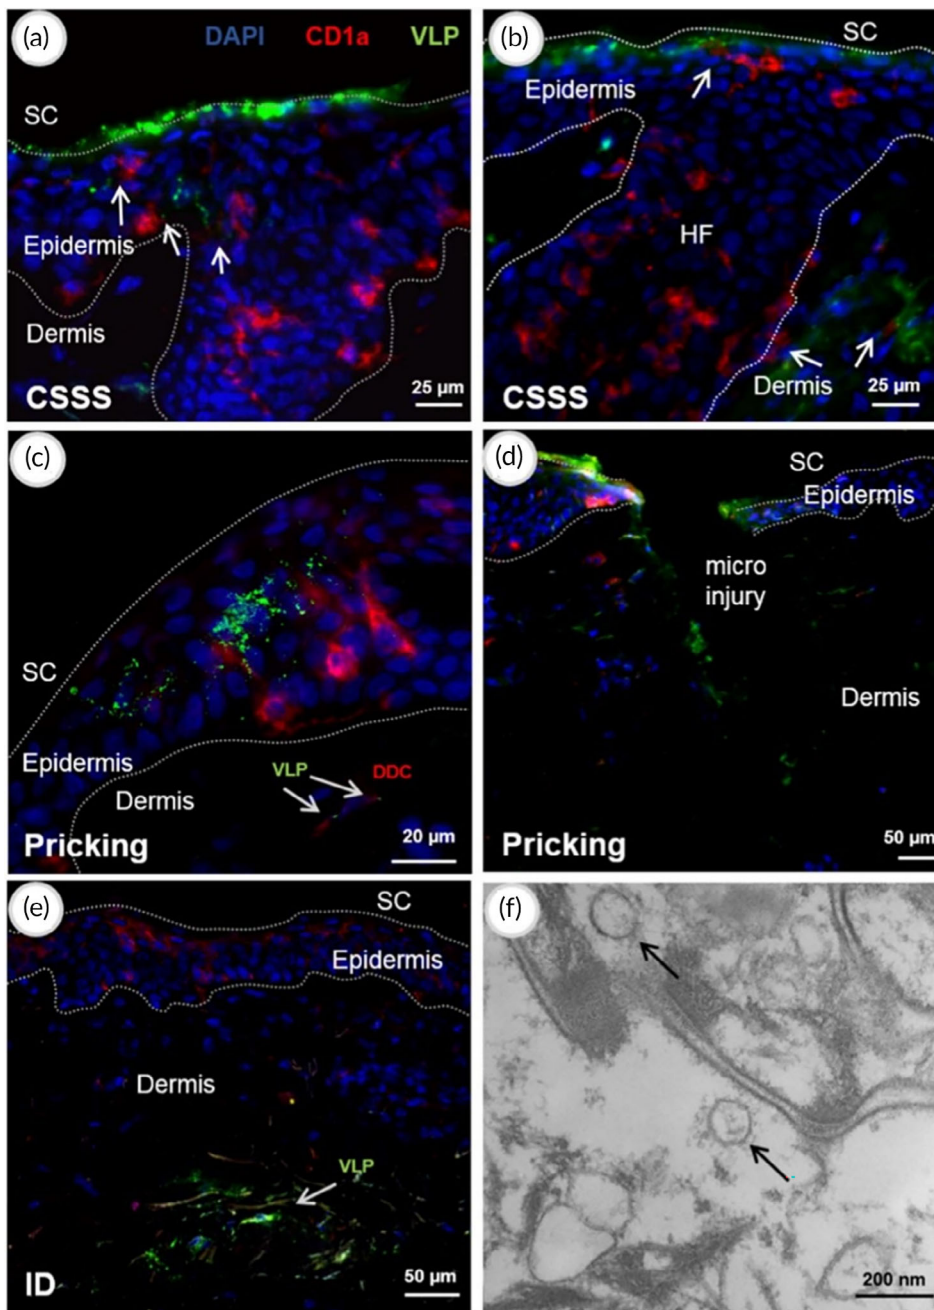 (a)
DAPI CD1a VLP
SC
Epidermis
Dermis
CSSS
25 µm
(b)
SC
Epidermis
HF
Dermis
CSSS
25 µm
(c)
SC
Epidermis
Dermis
VLP
DDC
Pricking
20 µm
(d)
SC
Epidermis
micro
injury
Dermis
Pricking
50 µm
(e)
SC
Epidermis
Dermis
VLP
ID
50 µm
(f)
200 nm